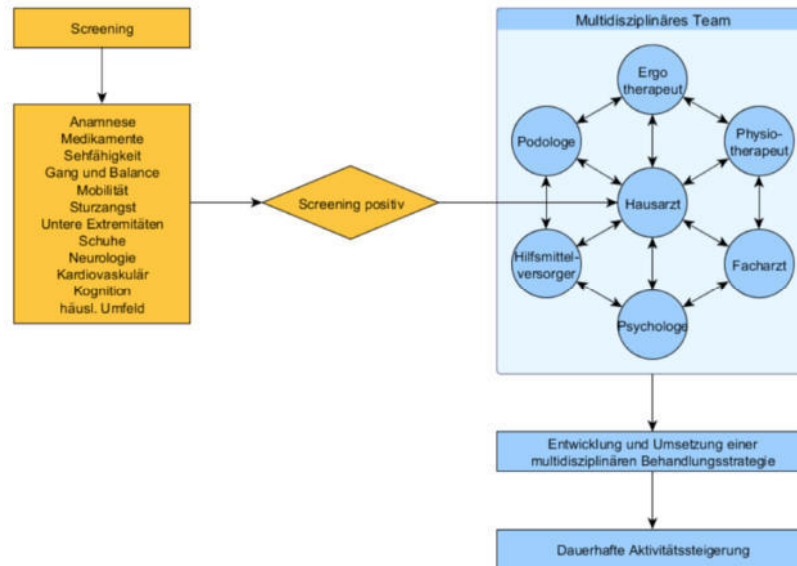 Screening
Anamnese
Medikamente
Sehfähigkeit
Gang und Balance
Mobilität
Sturzangst
Untere Extremitäten
Schuhe
Neurologie
Kardiovaskulär
Kognition
häusl. Umfeld
Screening positiv
Multidisziplinäres Team
Ergo
therapeut
Podologe
Physio-
therapeut
Hausarzt
Hilfsmittel-
versorger
Facharzt
Psychologe
Entwicklung und Umsetzung einer
multidisziplinären Behandlungsstrategie
Dauerhafte Aktivitätssteigerung